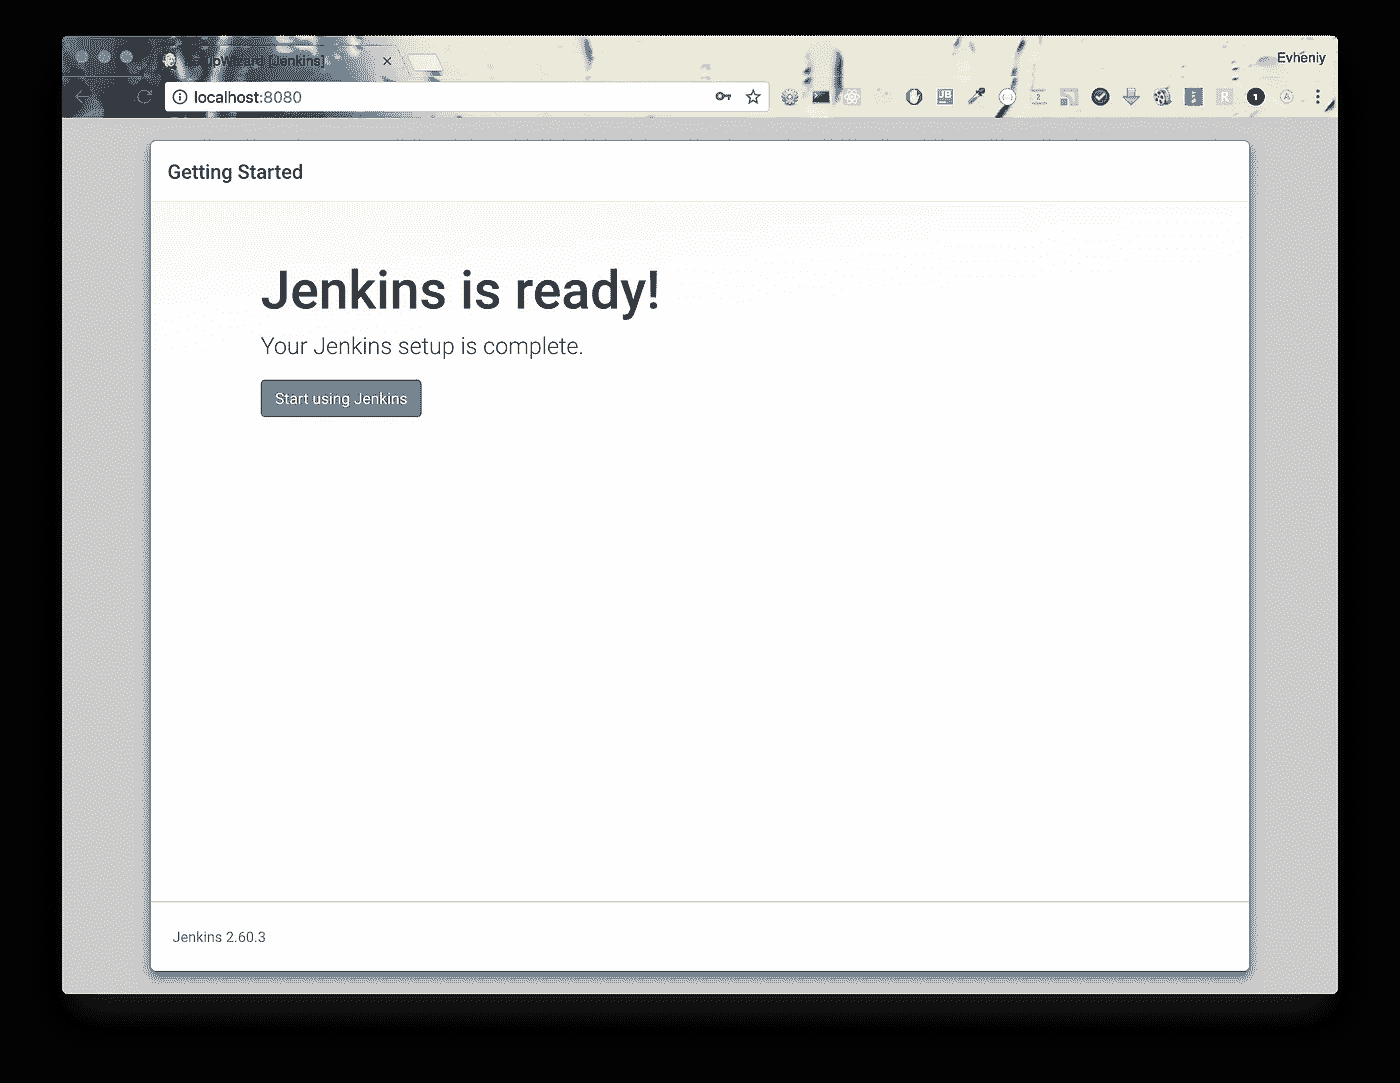 [Jenkins]
Evheniy
localhost:8080
Getting Started
Jenkins is ready!
Your Jenkins setup is complete.
Start using Jenkins
Jenkins 2.60.3